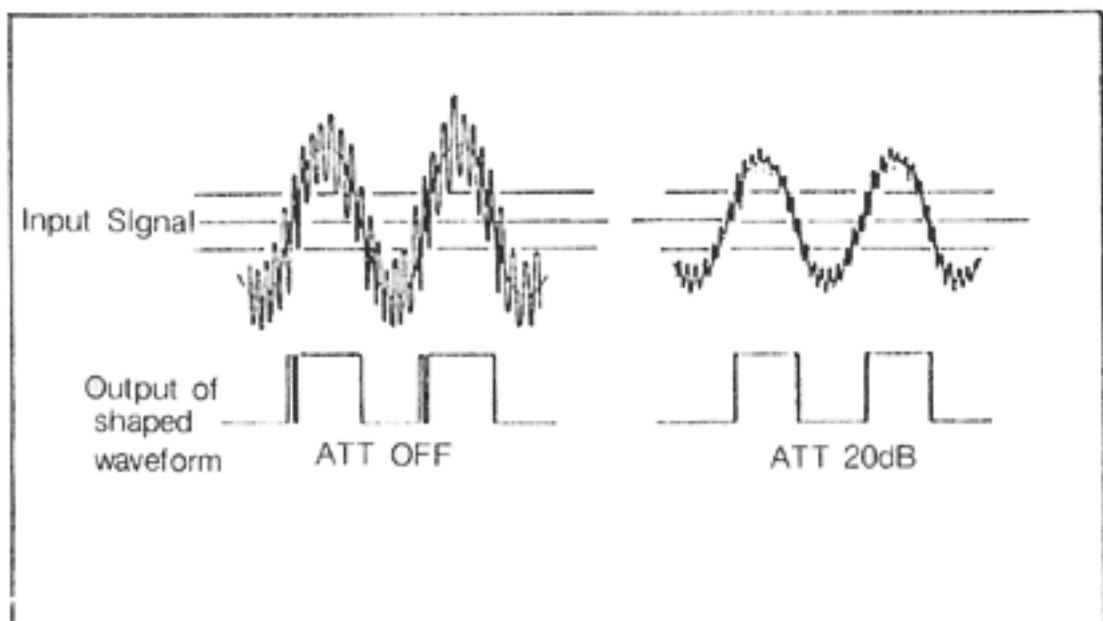 Input SIgnal
Output of
shaped
waveform
ATT OFF
ATT 20dB